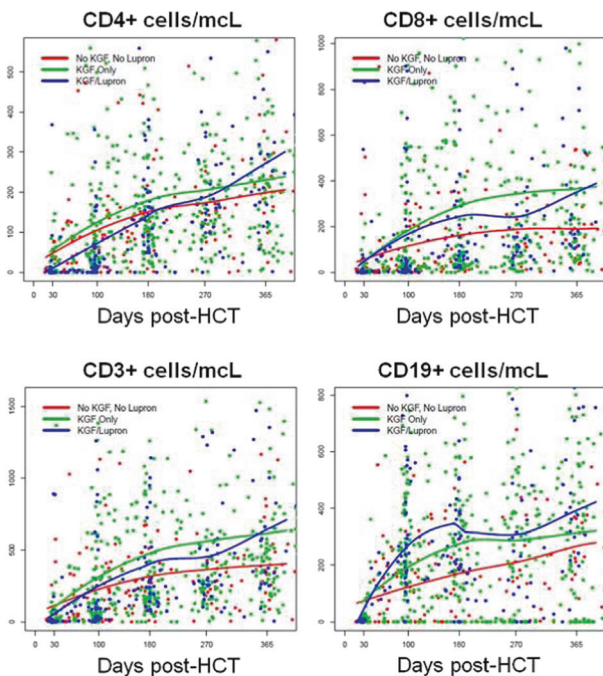 CD4+ cells/mcL
500
400
300
200
100
0
No KGF, No Lupron
KGF Only
KGF/Lupron
0 30 100 180 270 365
Days post-HCT
CD8+ cells/mcL
1000
800
600
400
200
0
No KGF, No Lupron
KGF Only
KGF/Lupron
0 30 100 180 270 365
Days post-HCT
CD3+ cells/mcL
1500
1000
500
0
No KGF, No Lupron
KGF Only
KGF/Lupron
0 30 100 180 270 365
Days post-HCT
CD19+ cells/mcL
800
600
400
200
0
No KGF, No Lupron
KGF Only
KGF/Lupron
0 30 100 180 270 365
Days post-HCT